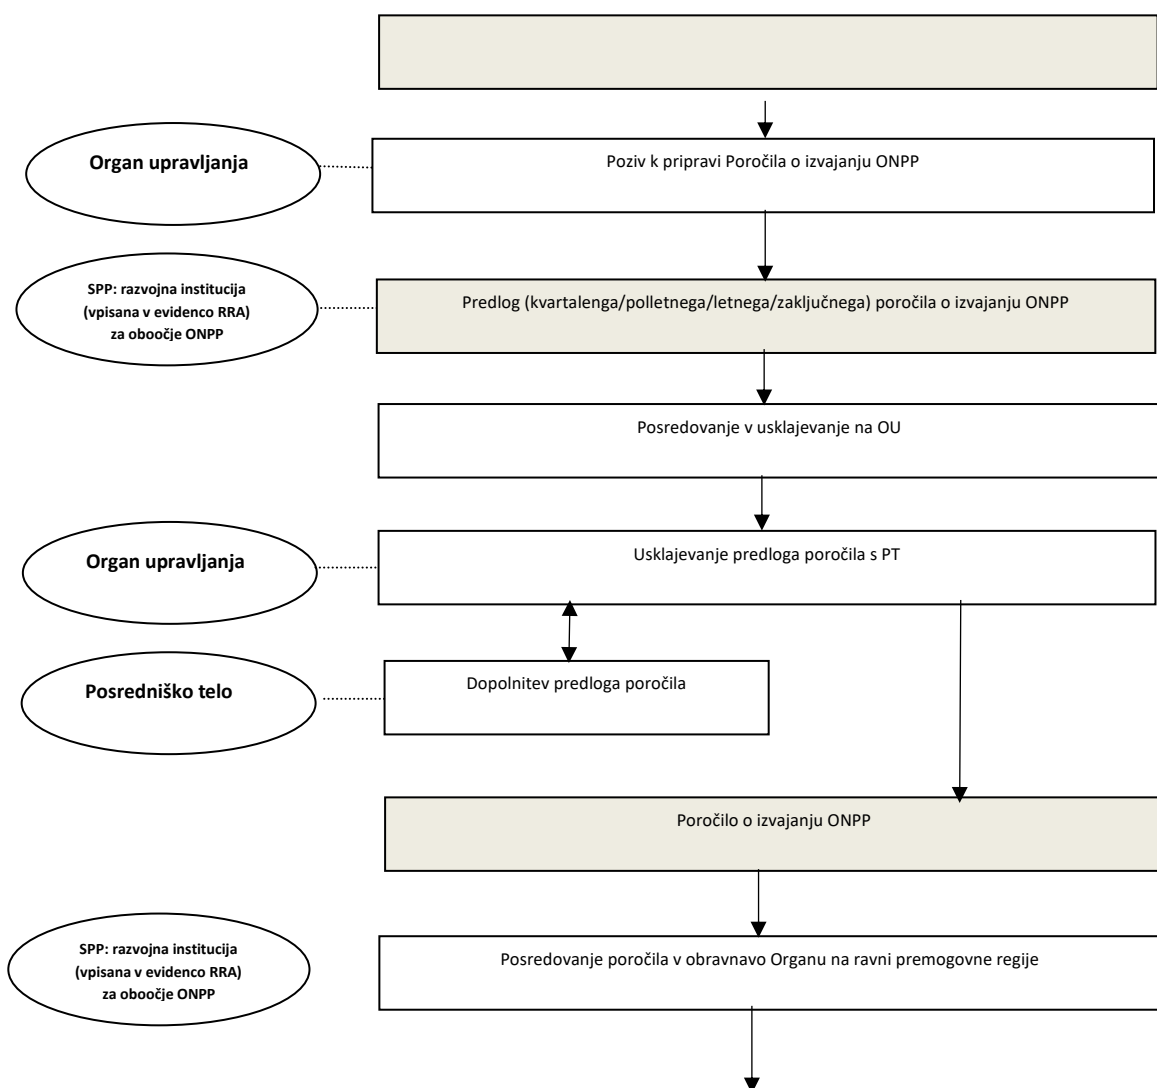 Organ upravljanja
Poziv k pripravi Poročila o izvajanju ONPP
SPP: razvojna institucija
(vpisana v evidenco RRA)
za oboočje ONPP
Predlog (kvartalenga/polletnega/letnega/zaključnega) poročila o izvajanju ONPP
Posredovanje v usklajevanje na OU
Organ upravljanja
Usklajevanje predloga poročila s PT
Posredniško telo
Dopolnitev predloga poročila
Poročilo o izvajanju ONPP
SPP: razvojna institucija
(vpisana v evidenco RRA)
za oboočje ONPP
Posredovanje poročila v obravnavo Organu na ravni premogovne regije